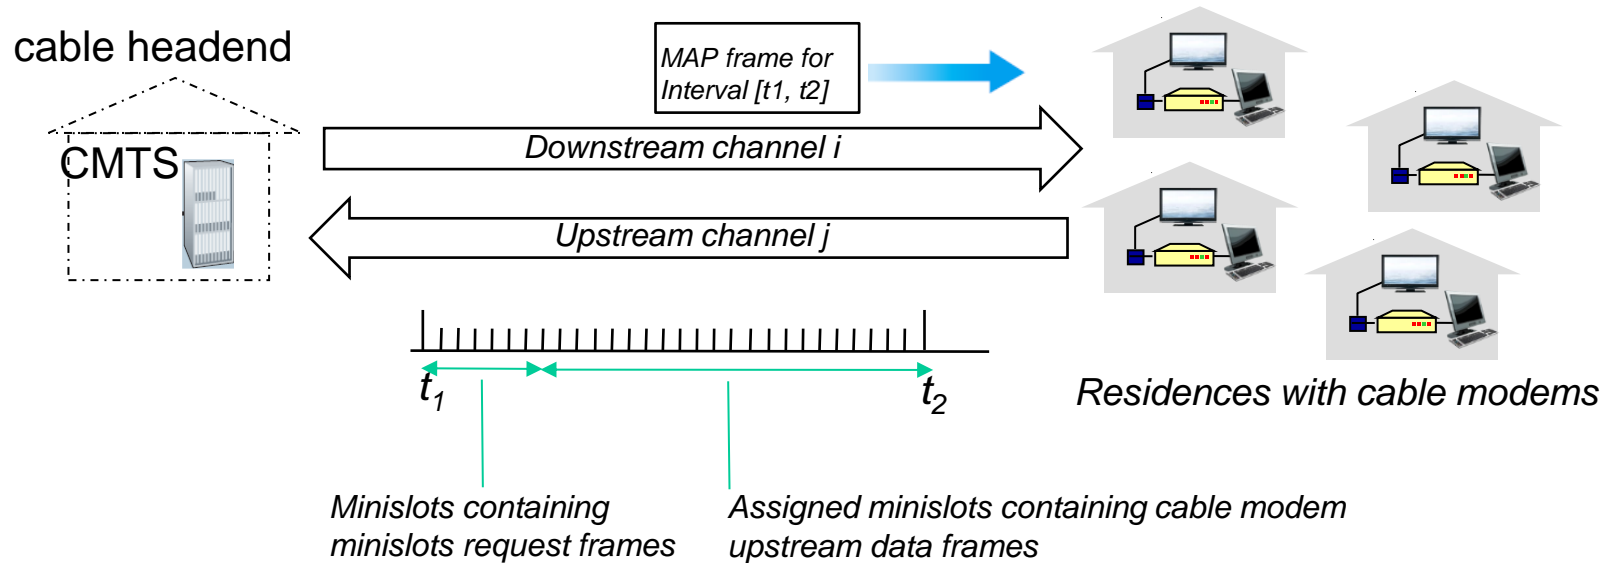 cable headend
CMTS
MAP frame for
Interval [t1, t2]
Downstream channel i
Upstream channel j
t1
t2
Residences with cable modems
Minislots containing
minislots request frames
Assigned minislots containing cable modem
upstream data frames